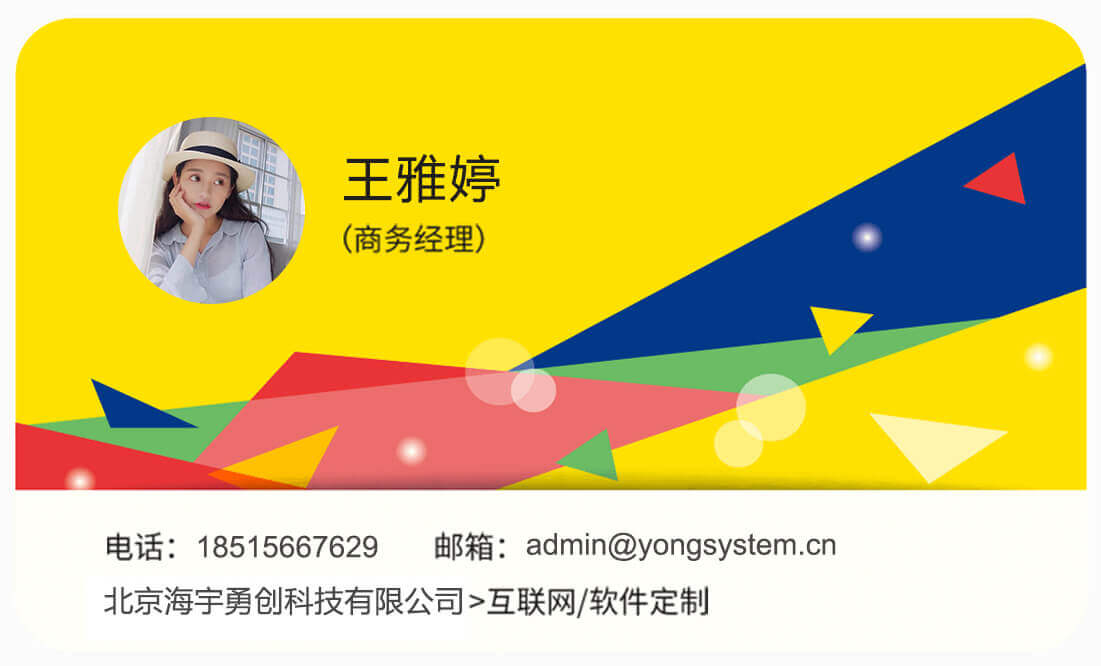 王雅婷
（商务经理）
电话：18515667629 邮箱：admin@yongsystem.cn
北京海宇勇创科技有限公司>互联网/软件定制